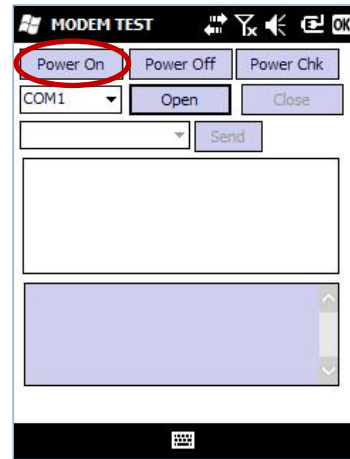 MODEM TEST OK
Power On Power Off Power Chk
COM1 Open Close
Send